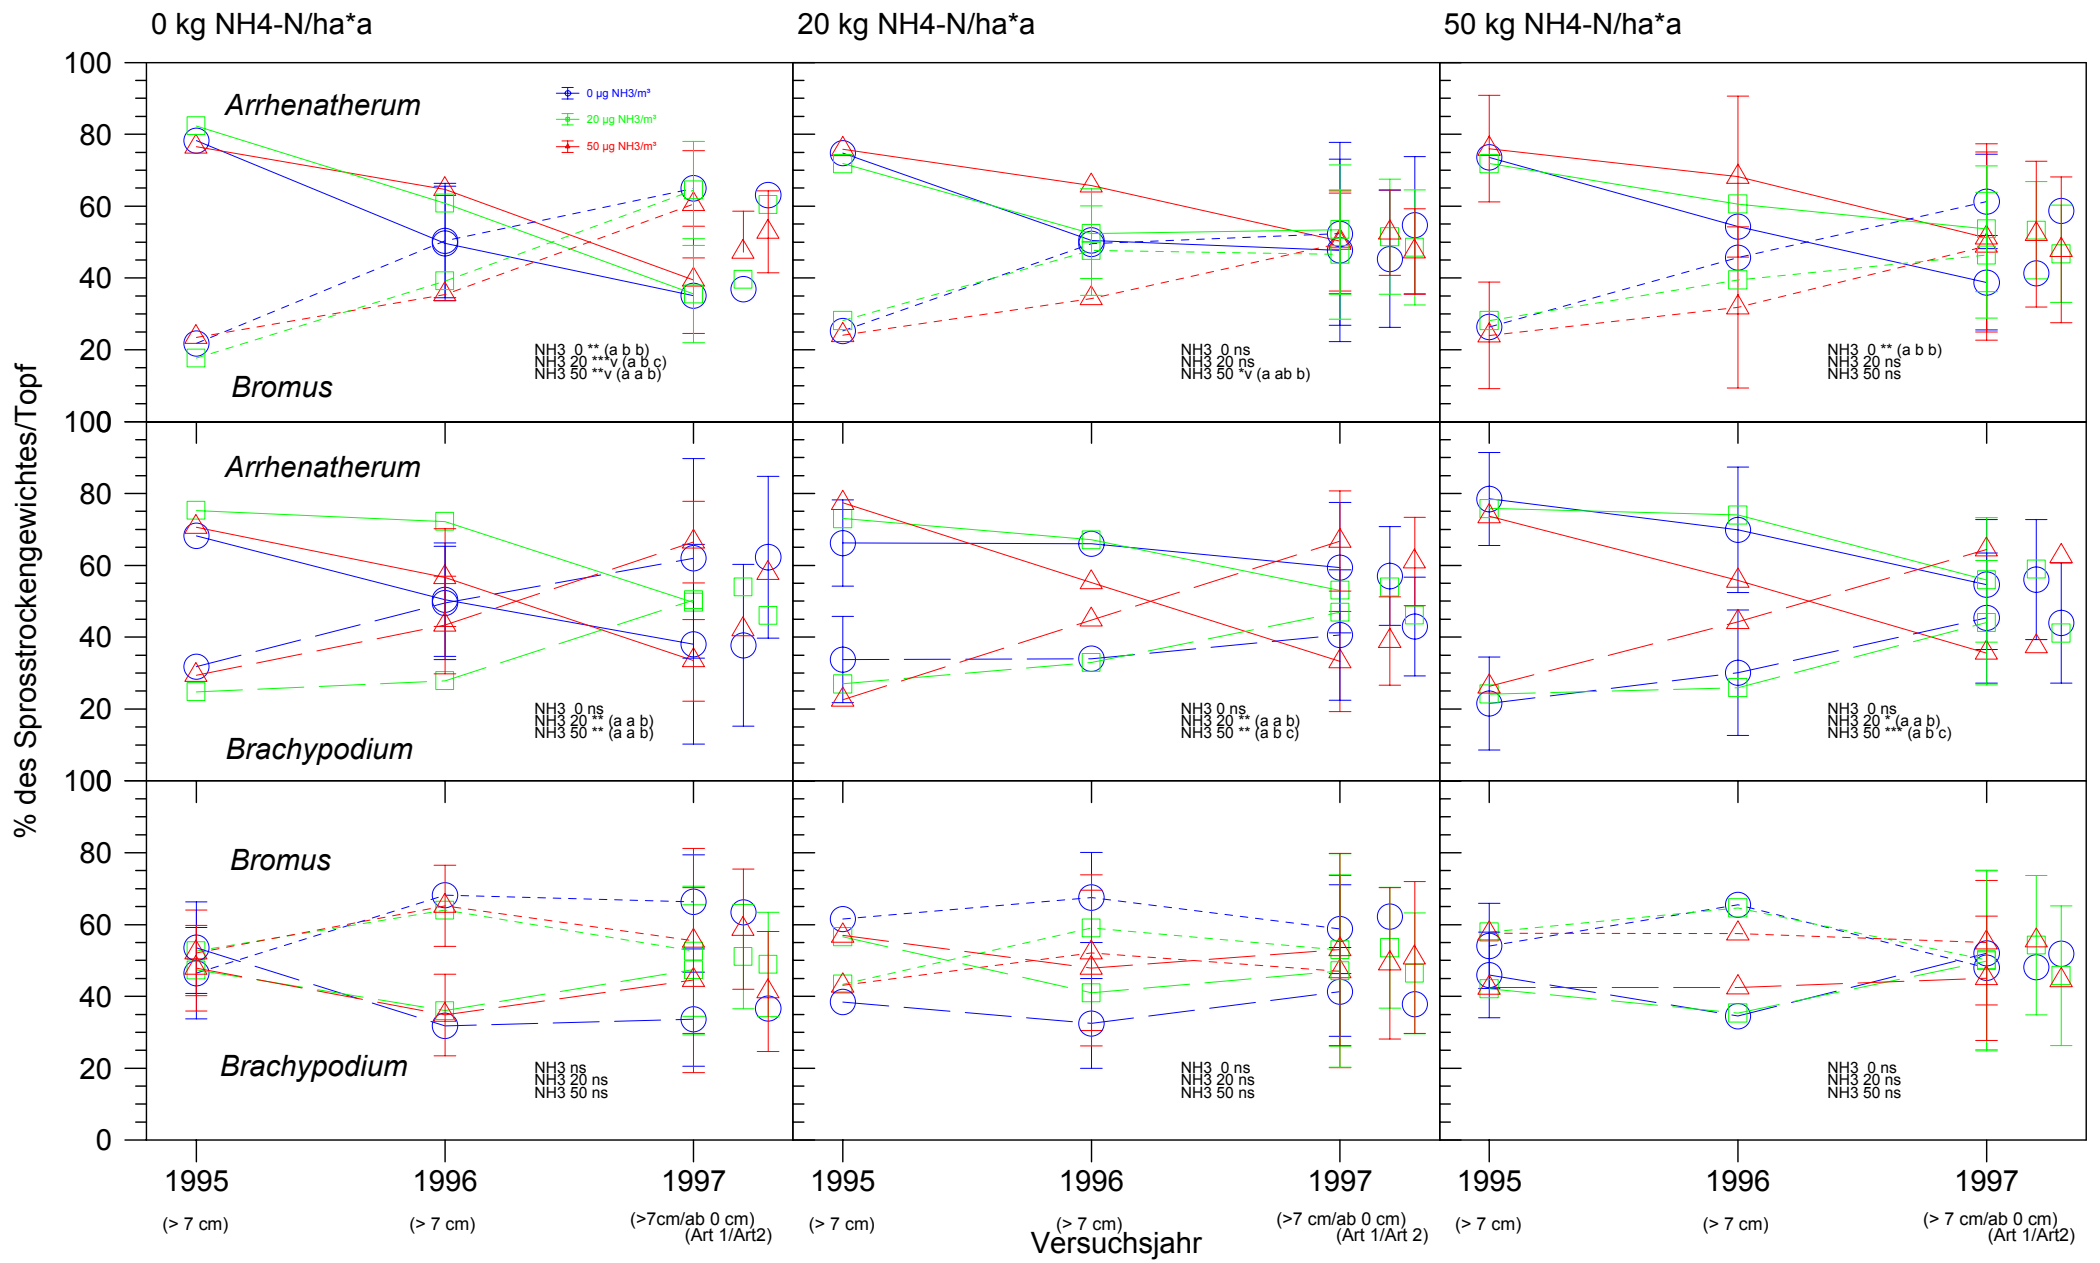 0 kg NH4-N/ha*a
20 kg NH4-N/ha*a
50 kg NH4-N/ha*a
% des Sprosstrockengewichtes/Topf
100
80
60
40
20
Arrhenatherum
0 µg NH3/m³
20 µg NH3/m³
50 µg NH3/m³
Bromus
NH3 0 ** (a b b)
NH3 20 ***v (a b c)
NH3 50 **v (a a b)
NH3 0 ns
NH3 20 ns
NH3 50 *v (a ab b)
NH3 0 ** (a b b)
NH3 20 ns
NH3 50 ns
100
80
60
40
20
Arrhenatherum
Brachypodium
NH3 0 ns
NH3 20 ** (a a b)
NH3 50 ** (a a b)
NH3 0 ns
NH3 20 ** (a a b)
NH3 50 ** (a b c)
NH3 0 ns
NH3 20 * (a a b)
NH3 50 *** (a b c)
100
80
60
40
20
0
Bromus
Brachypodium
NH3 ns
NH3 20 ns
NH3 50 ns
NH3 0 ns
NH3 20 ns
NH3 50 ns
NH3 0 ns
NH3 20 ns
NH3 50 ns
1995 1996 1997 1995 1996 1997 1995 1996 1997
(> 7 cm) (> 7 cm) (>7cm/ab 0 cm) (> 7 cm) (> 7 cm) (>7 cm/ab 0 cm) (> 7 cm) (> 7 cm) (> 7 cm/ab 0 cm)
(Art 1/Art2) (Art 1/Art 2) (Art 1/Art2)
Versuchsjahr